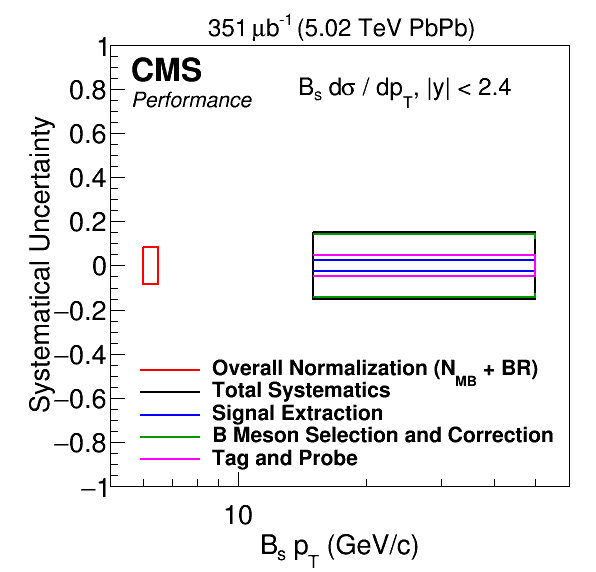 351 μb⁻¹ (5.02 TeV PbPb)
CMS
Performance
B_s dσ / dp_T, |y| < 2.4
Systematical Uncertainty
1
0.8
0.6
0.4
0.2
0
−0.2
−0.4
−0.6
−0.8
−1
Overall Normalization (N_MB + BR)
Total Systematics
Signal Extraction
B Meson Selection and Correction
Tag and Probe
10
B_s p_T (GeV/c)